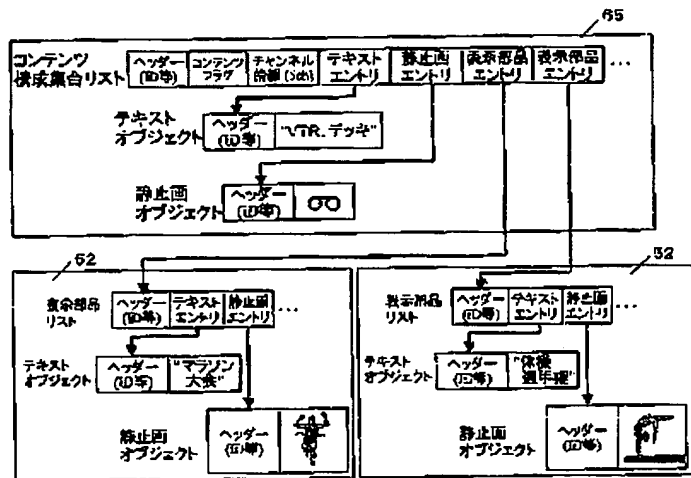 65
コンテンツ
構成集合リスト
ヘッダー
(ID等)
コンテンツ
フラグ
チャンネル
情報(3ch)
テキスト
エントリ
静止画
エントリ
表示部品
エントリ
表示部品
エントリ
...
テキスト
オブジェクト
ヘッダー
(ID等)
"VTR.デッキ"
静止画
オブジェクト
ヘッダー
(ID等)
52
表示部品
リスト
ヘッダー
(ID等)
テキスト
エントリ
静止画
エントリ
...
テキスト
オブジェクト
ヘッダー
(ID等)
"マラソン
大会"
静止画
オブジェクト
ヘッダー
(ID等)
52
表示部品
リスト
ヘッダー
(ID等)
テキスト
エントリ
静止画
エントリ
...
テキスト
オブジェクト
ヘッダー
(ID等)
"体操
選手権"
静止画
オブジェクト
ヘッダー
(ID等)